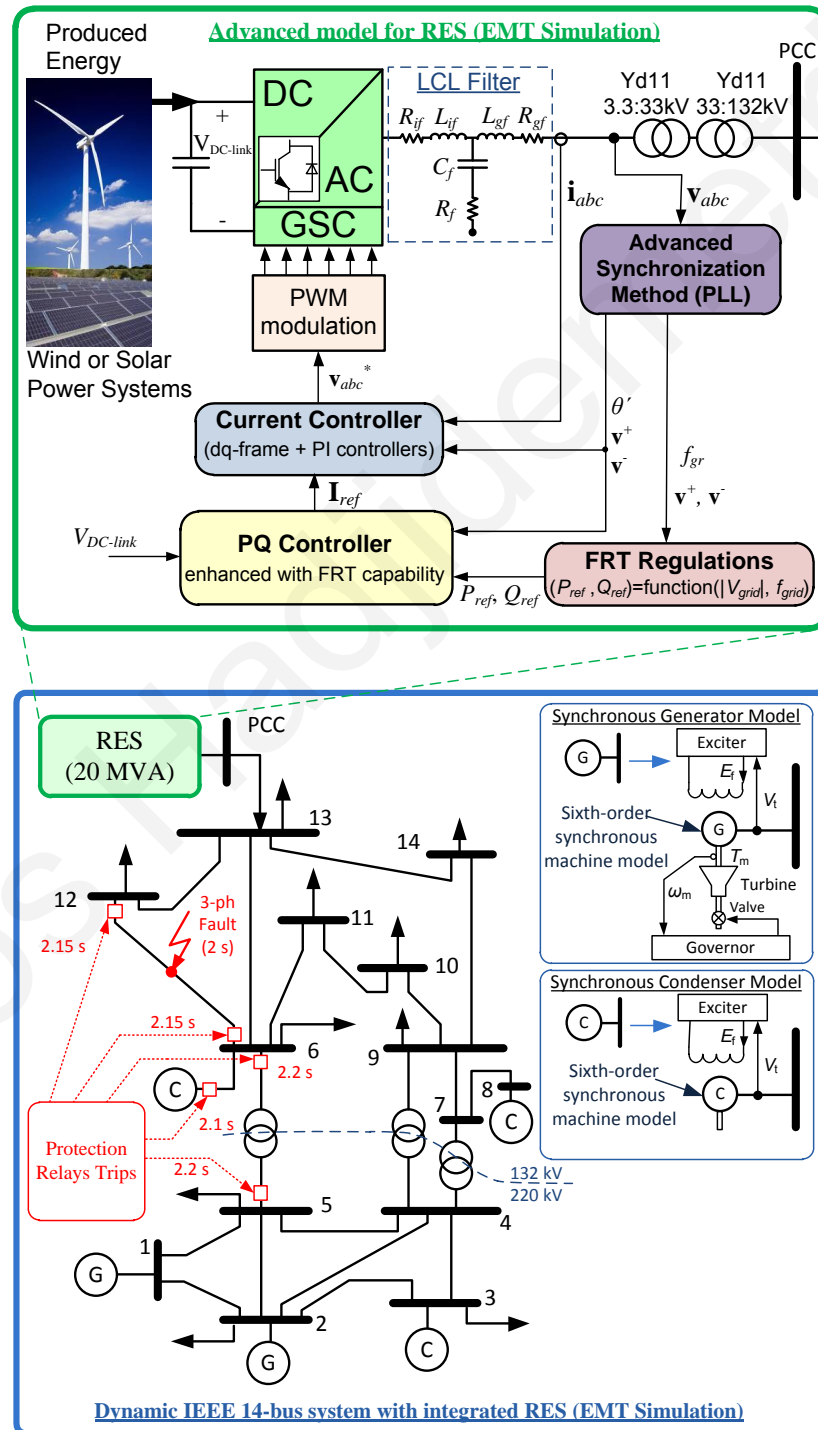 Advanced model for RES (EMT Simulation)
Produced
Energy
PCC
DC
AC
GSC
+
V DC-link
-
LCL Filter
Rif Lif Lgf Rgf
Cf
Rf
Yd11
3.3:33kV
Yd11
33:132kV
iabc
vabc
Advanced
Synchronization
Method (PLL)
PWM
modulation
Wind or Solar
Power Systems
vabc*
Current Controller
(dq-frame + PI controllers)
θ′
v+
v-
fgr
v+, v-
Iref
VDC-link
PQ Controller
enhanced with FRT capability
Pref, Qref
FRT Regulations
(Pref ,Qref)=function(|Vgrid|, fgrid)
RES
(20 MVA)
PCC
13
14
12
3-ph
Fault
(2 s)
2.15 s
11
10
2.15 s
6
9
2.2 s
C
7
8
C
2.1 s
Protection
Relays Trips
2.2 s
132 kV
220 kV
5
4
1
G
2
3
G
C
Synchronous Generator Model
G
Exciter
Ef
Vt
Sixth-order
synchronous
machine model
G
Tm
ωm
Turbine
Valve
Governor
Synchronous Condenser Model
C
Exciter
Ef
Vt
Sixth-order
synchronous
machine model
C
Dynamic IEEE 14-bus system with integrated RES (EMT Simulation)